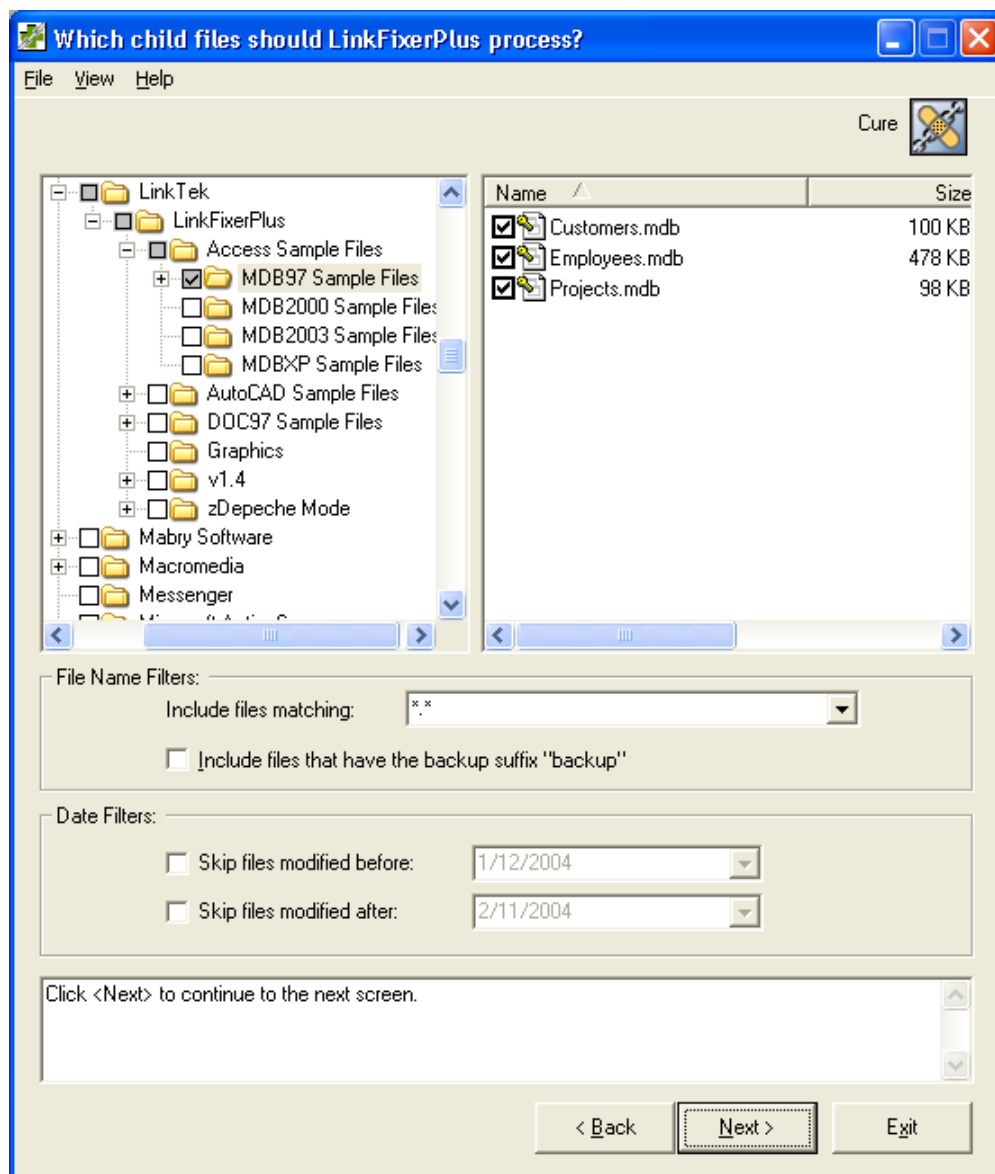 Which child files should LinkFixerPlus process?
File View Help
Cure
LinkTek
LinkFixerPlus
Access Sample Files
MDB97 Sample Files
MDB2000 Sample Files
MDB2003 Sample Files
MDBXP Sample Files
AutoCAD Sample Files
DOC97 Sample Files
Graphics
v1.4
zDepeche Mode
Mabry Software
Macromedia
Messenger
Name Size
Customers.mdb 100 KB
Employees.mdb 478 KB
Projects.mdb 98 KB
File Name Filters:
Include files matching: *.*
Include files that have the backup suffix "backup"
Date Filters:
Skip files modified before: 1/12/2004
Skip files modified after: 2/11/2004
Click <Next> to continue to the next screen.
< Back Next > Exit